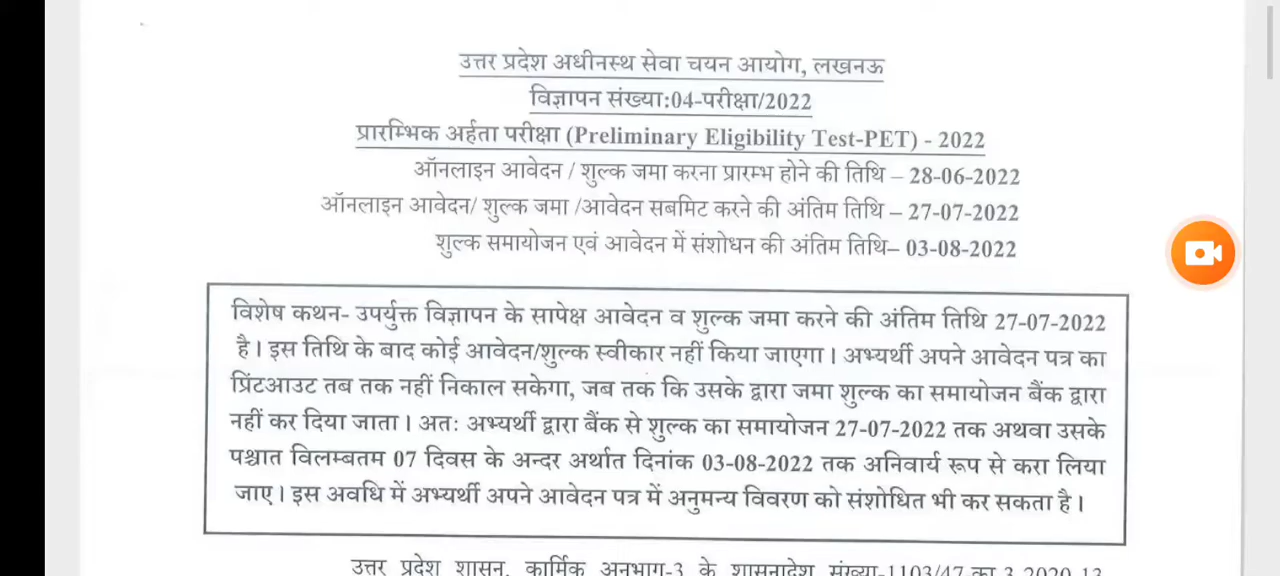 उत्तर प्रदेश अधीनस्थ सेवा चयन आयोग, लखनऊ
विज्ञापन संख्या:04-परीक्षा/2022
प्रारम्भिक अर्हता परीक्षा (Preliminary Eligibility Test-PET) - 2022
ऑनलाइन आवेदन / शुल्क जमा करना प्रारम्भ होने की तिथि – 28-06-2022
ऑनलाइन आवेदन/ शुल्क जमा /आवेदन सबमिट करने की अंतिम तिथि – 27-07-2022
शुल्क समायोजन एवं आवेदन में संशोधन की अंतिम तिथि– 03-08-2022
विशेष कथन- उपर्युक्त विज्ञापन के सापेक्ष आवेदन व शुल्क जमा करने की अंतिम तिथि 27-07-2022
है। इस तिथि के बाद कोई आवेदन/शुल्क स्वीकार नहीं किया जाएगा। अभ्यर्थी अपने आवेदन पत्र का
प्रिंटआउट तब तक नहीं निकाल सकेगा, जब तक कि उसके द्वारा जमा शुल्क का समायोजन बैंक द्वारा
नहीं कर दिया जाता। अतः अभ्यर्थी द्वारा बैंक से शुल्क का समायोजन 27-07-2022 तक अथवा उसके
पश्चात विलम्बतम 07 दिवस के अन्दर अर्थात दिनांक 03-08-2022 तक अनिवार्य रूप से करा लिया
जाए। इस अवधि में अभ्यर्थी अपने आवेदन पत्र में अनुमन्य विवरण को संशोधित भी कर सकता है।
उत्तर प्रदेश शासन, कार्मिक अनुभाग-3 के शासनादेश संख्या-1103/47 का 3-2020-13